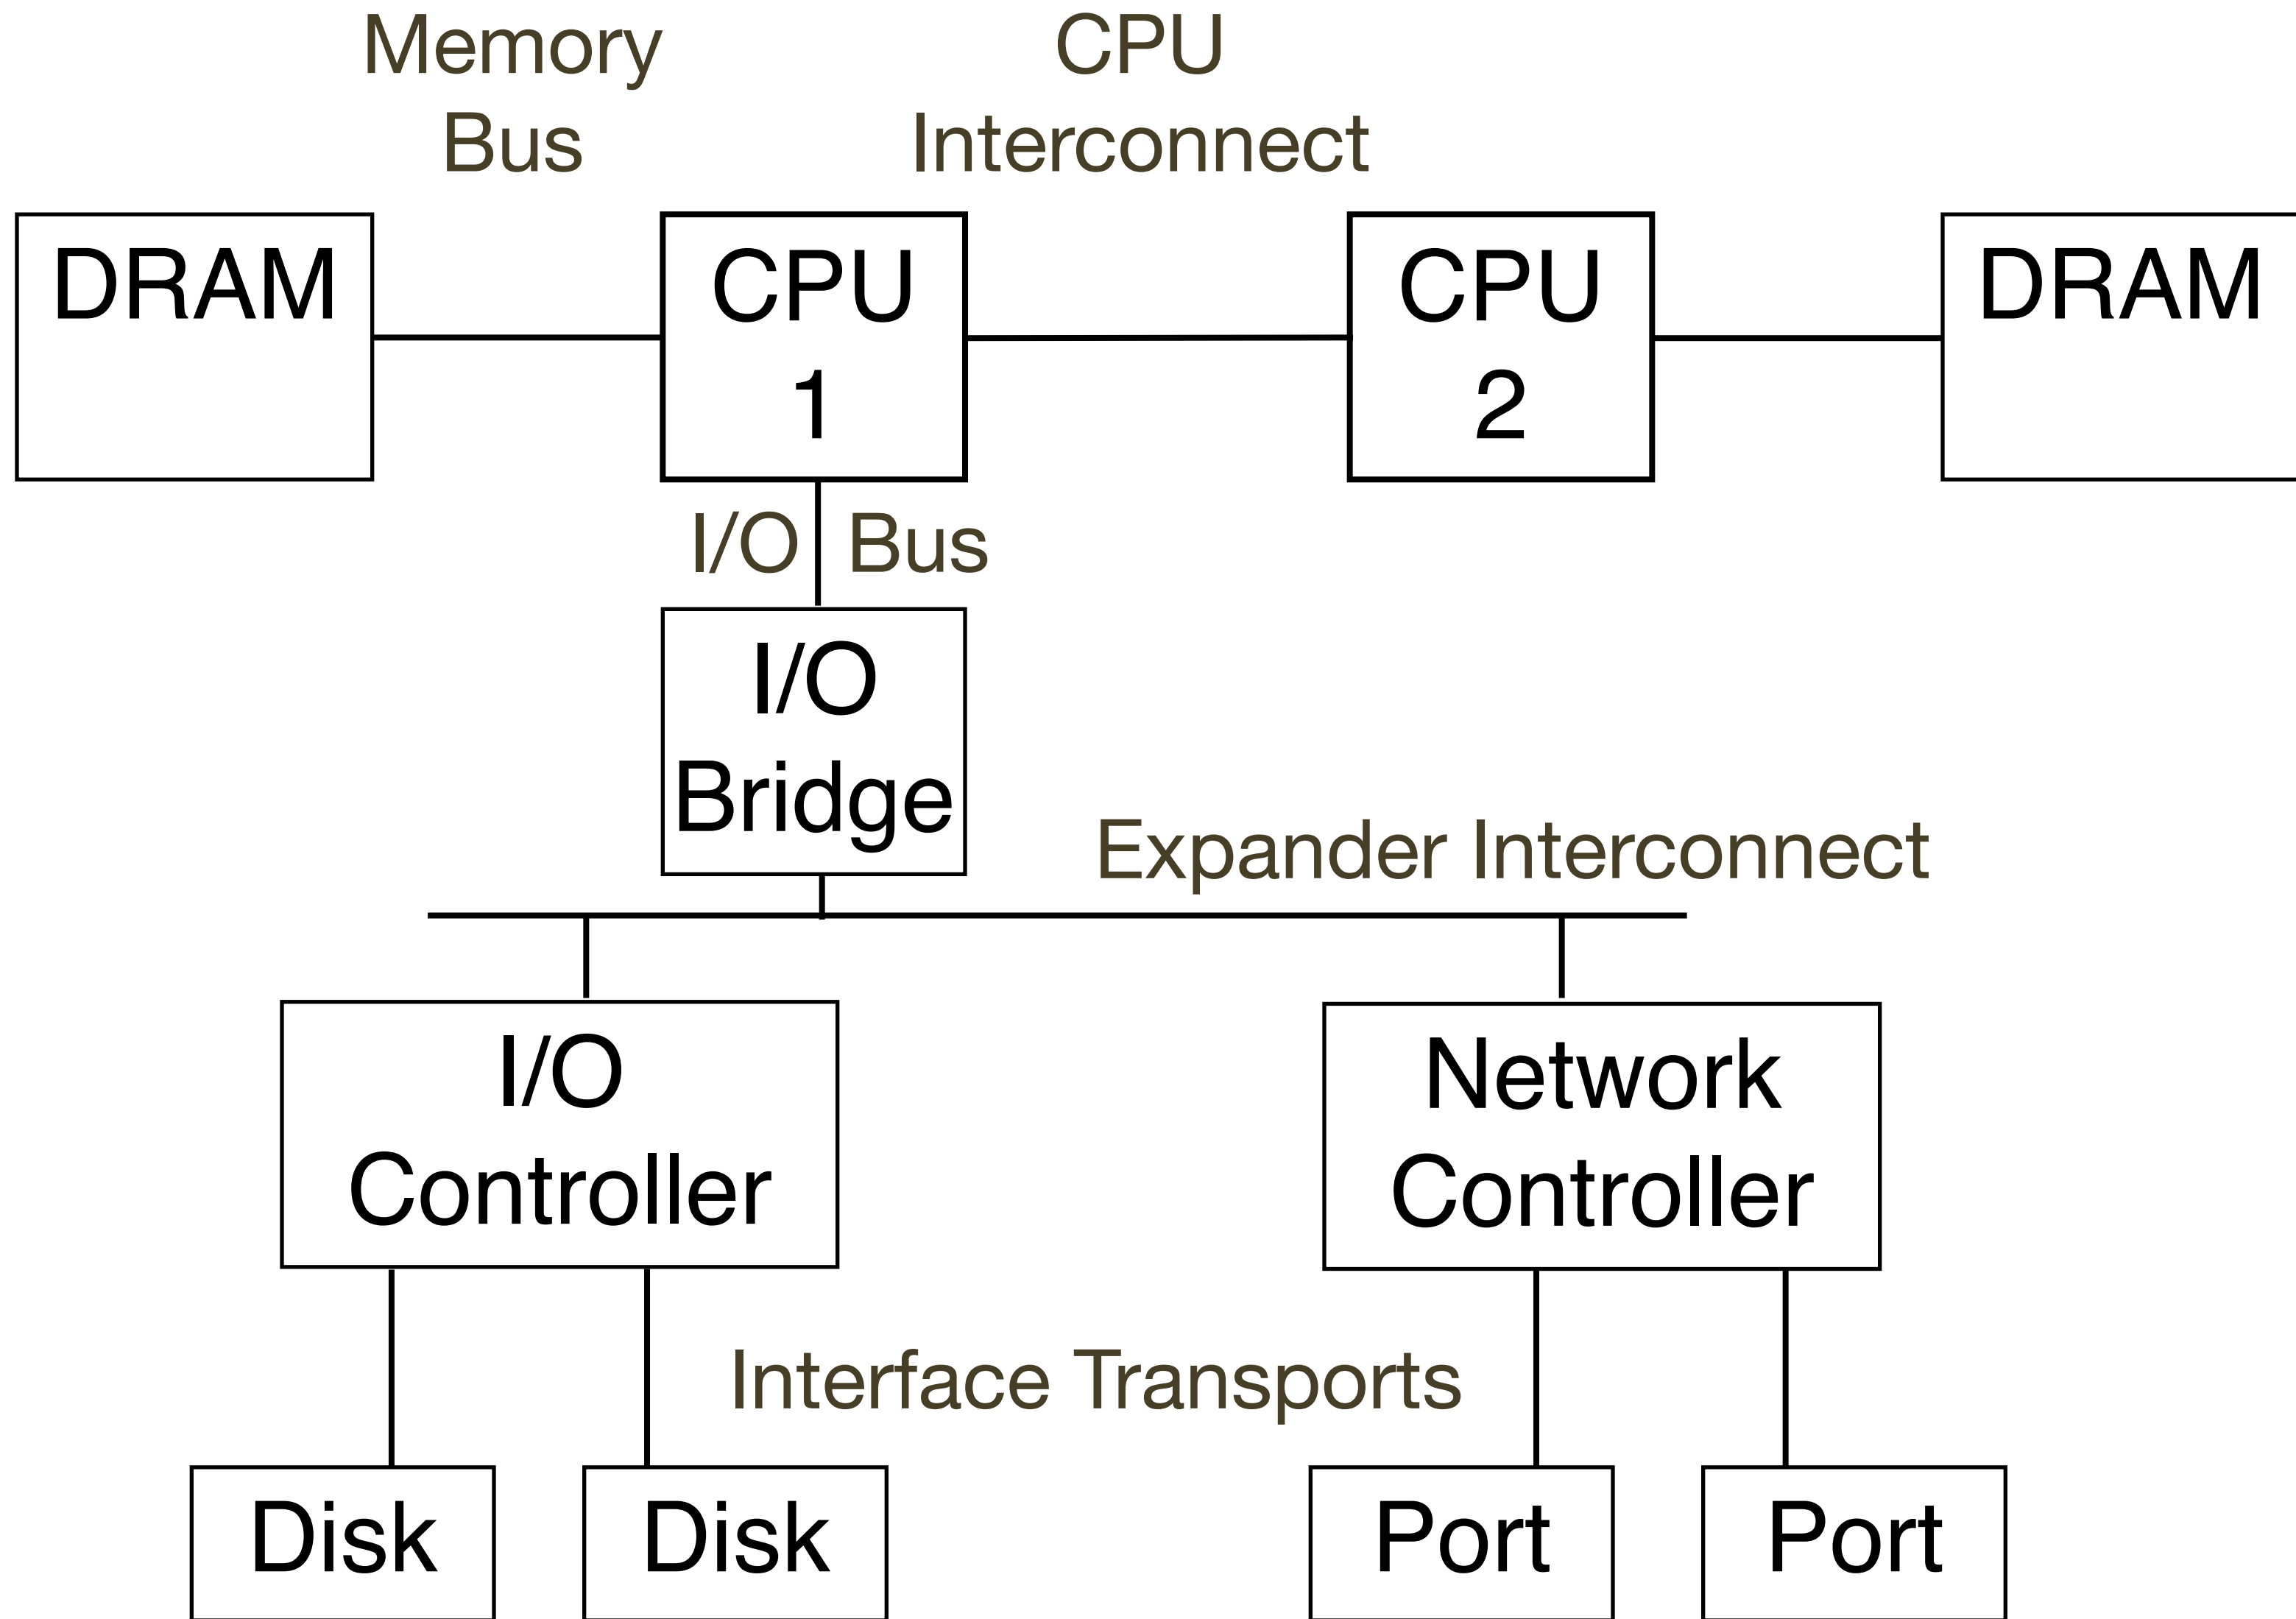 Memory
Bus
CPU
Interconnect
DRAM
CPU
1
CPU
2
DRAM
I/O Bus
I/O
Bridge
Expander Interconnect
I/O
Controller
Network
Controller
Interface Transports
Disk
Disk
Port
Port